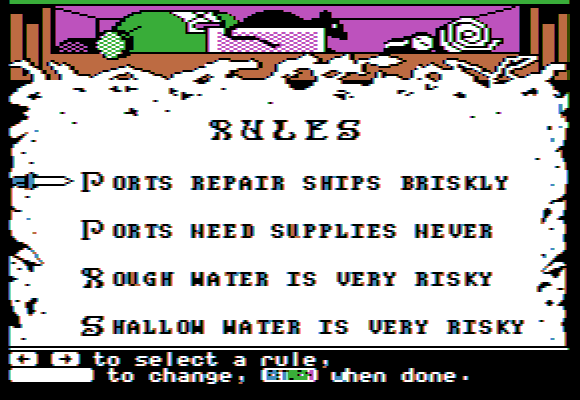 RULES
PORTS REPAIR SHIPS BRISKLY
PORTS NEED SUPPLIES NEVER
ROUGH WATER IS VERY RISKY
SHALLOW WATER IS VERY RISKY
← → to select a rule,
to change, RETURN when done.